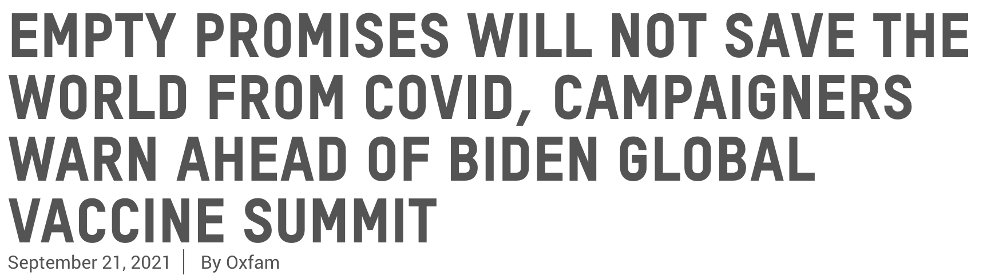 EMPTY PROMISES WILL NOT SAVE THE
WORLD FROM COVID, CAMPAIGNERS
WARN AHEAD OF BIDEN GLOBAL
VACCINE SUMMIT
September 21, 2021 | By Oxfam